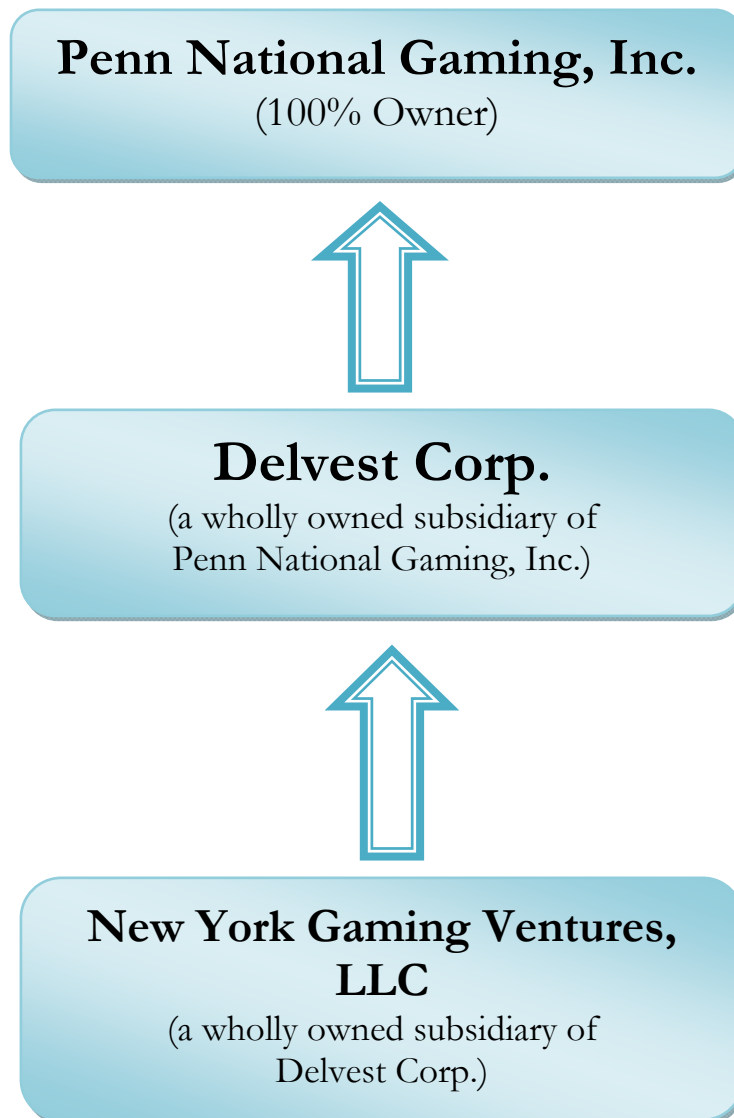 Penn National Gaming, Inc.
(100% Owner)
Delvest Corp.
(a wholly owned subsidiary of
Penn National Gaming, Inc.)
New York Gaming Ventures,
LLC
(a wholly owned subsidiary of
Delvest Corp.)